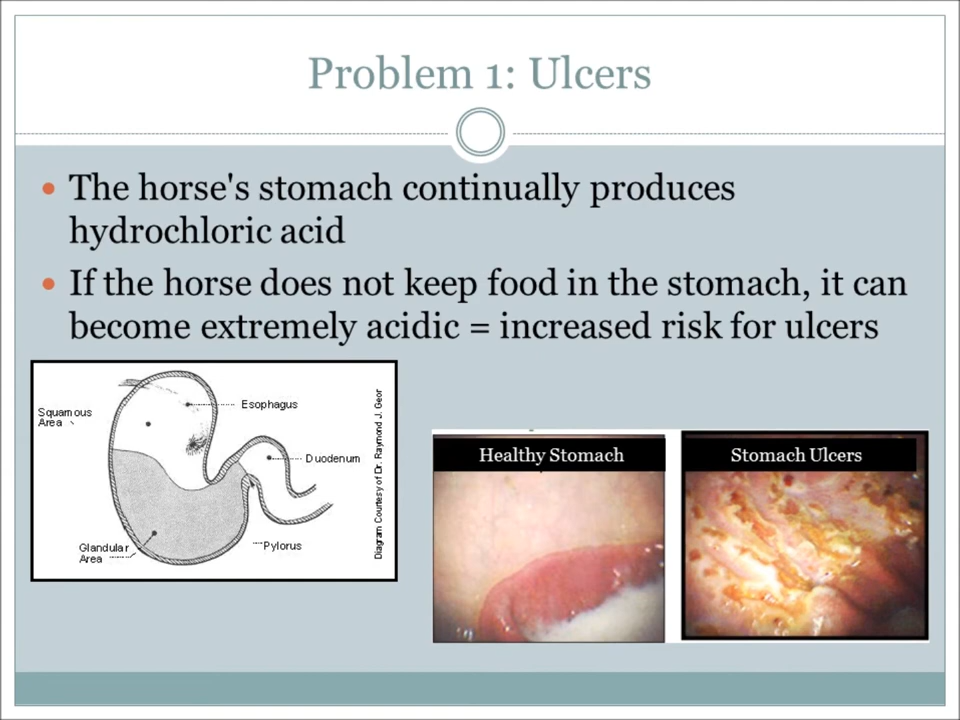 Problem 1: Ulcers
• The horse's stomach continually produces
hydrochloric acid
• If the horse does not keep food in the stomach, it can
become extremely acidic = increased risk for ulcers
Squamous
Area
Esophagus
Duodenum
Glandular
Area
Pylorus
Diagram Courtesy of Dr. Raymond J. Geor
Healthy Stomach
Stomach Ulcers